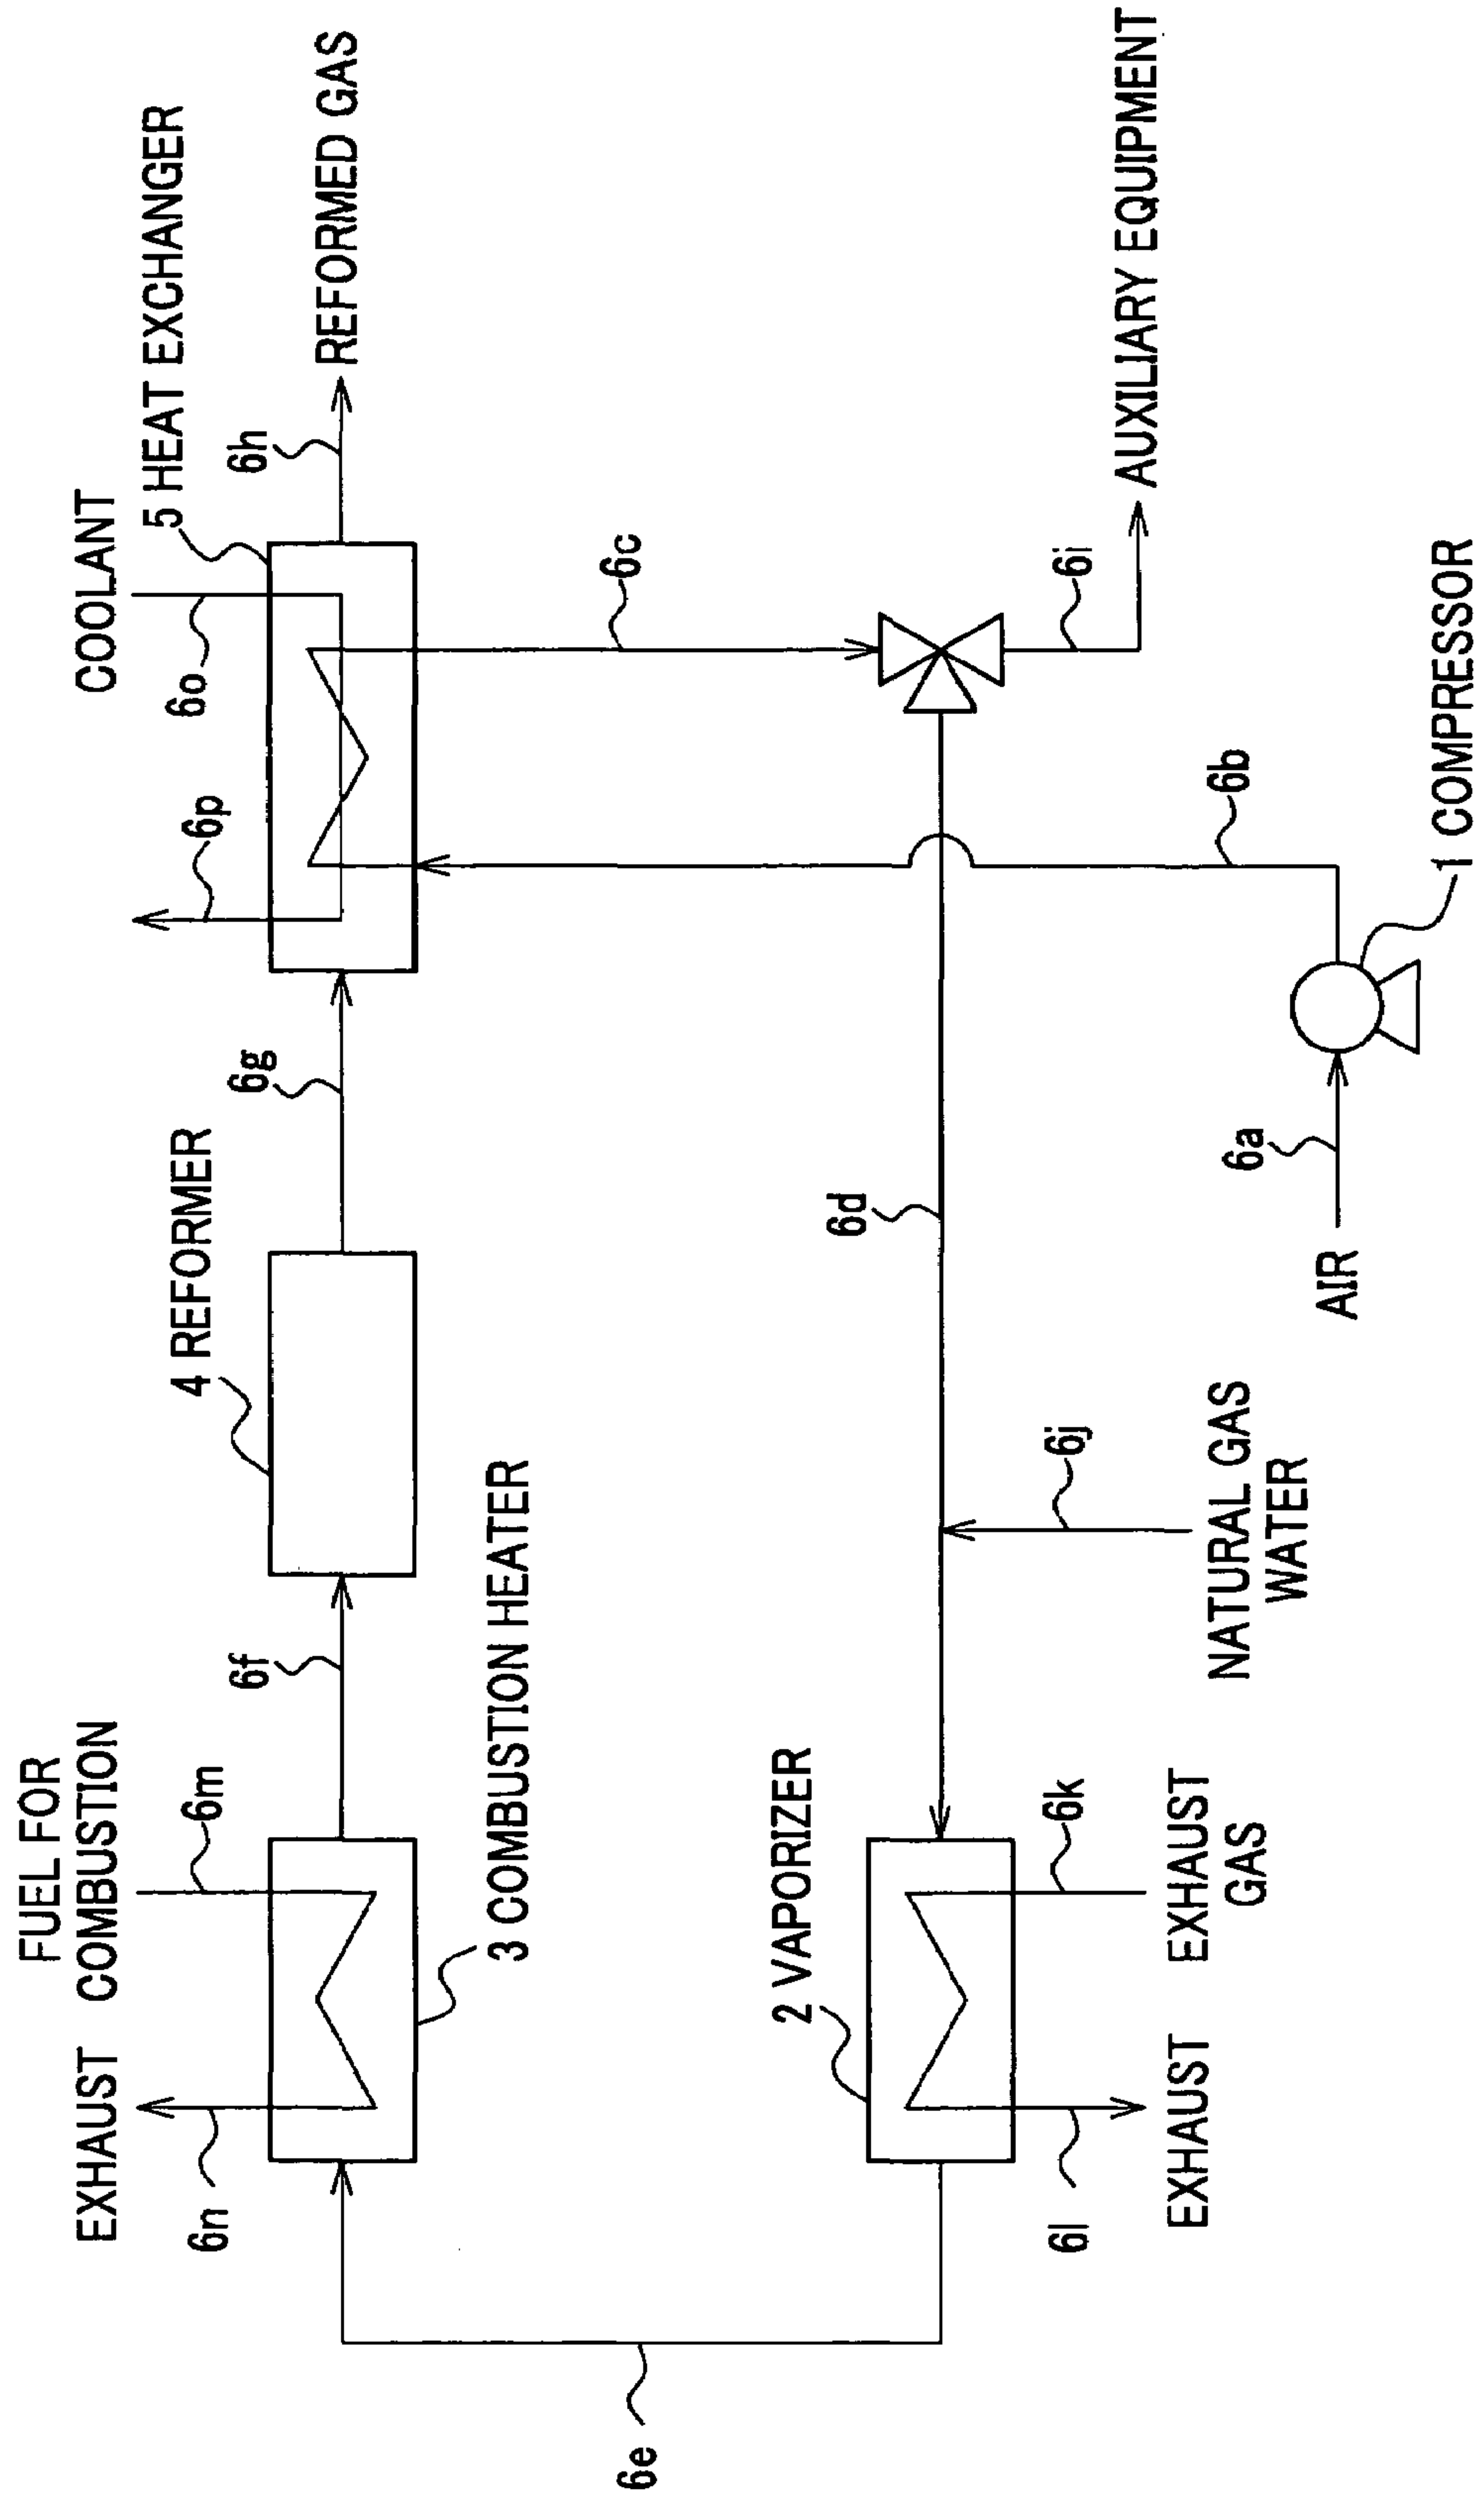 FUEL FOR
COMBUSTION
EXHAUST
COOLANT
5 HEAT EXCHANGER
4 REFORMER
REFORMED GAS
6n
6m
6f
6g
6p
6o
6h
3 COMBUSTION HEATER
6e
6c
2 VAPORIZER
6d
6l
6k
6j
6i
AUXILIARY EQUIPMENT
EXHAUST
EXHAUST
GAS
NATURAL GAS
WATER
6a
6b
AIR
1 COMPRESSOR